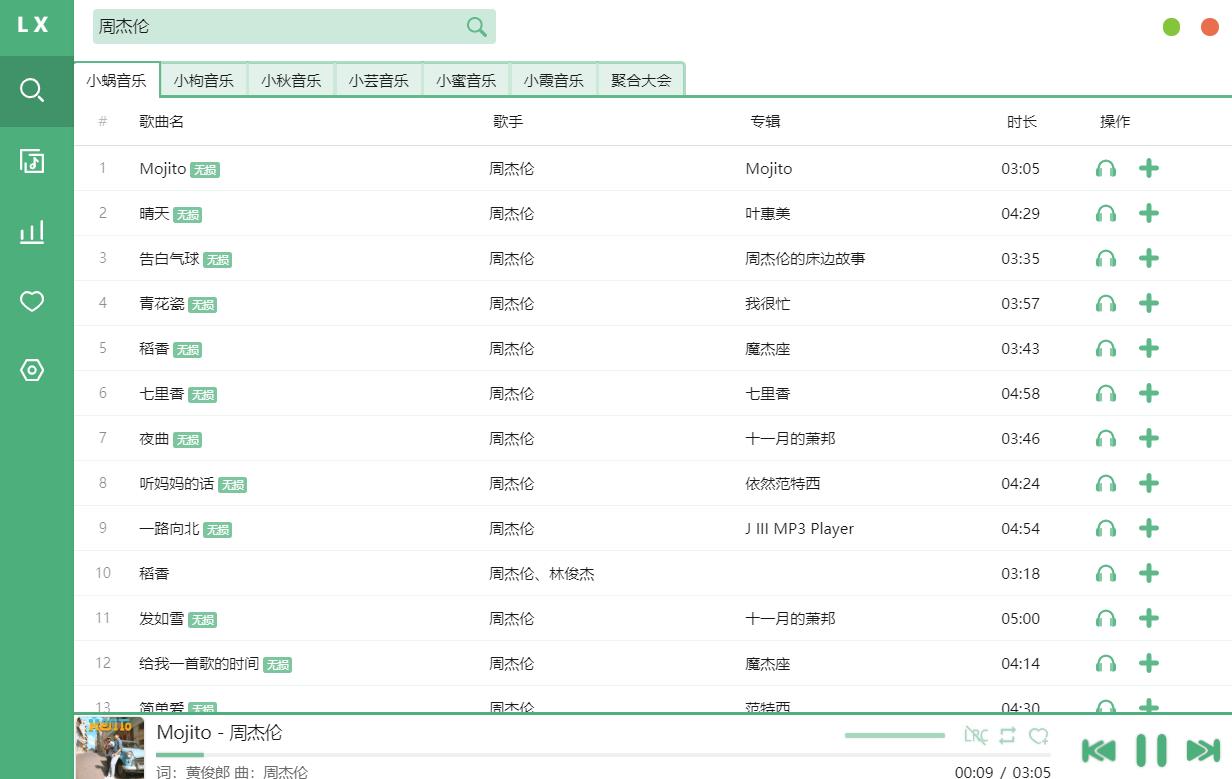 LX
周杰伦
小蜗音乐 小枸音乐 小秋音乐 小芸音乐 小蜜音乐 小霞音乐 聚合大会
# 歌曲名 歌手 专辑 时长 操作
1 Mojito 无损 周杰伦 Mojito 03:05
2 晴天 无损 周杰伦 叶惠美 04:29
3 告白气球 无损 周杰伦 周杰伦的床边故事 03:35
4 青花瓷 无损 周杰伦 我很忙 03:57
5 稻香 无损 周杰伦 魔杰座 03:43
6 七里香 无损 周杰伦 七里香 04:58
7 夜曲 无损 周杰伦 十一月的萧邦 03:46
8 听妈妈的话 无损 周杰伦 依然范特西 04:24
9 一路向北 无损 周杰伦 J III MP3 Player 04:54
10 稻香 周杰伦、林俊杰 03:18
11 发如雪 无损 周杰伦 十一月的萧邦 05:00
12 给我一首歌的时间 无损 周杰伦 魔杰座 04:14
13 简单爱 无损 周杰伦 范特西 04:30
MOJITO
Mojito - 周杰伦
LRC
词：黄俊郎 曲：周杰伦 00:09 / 03:05